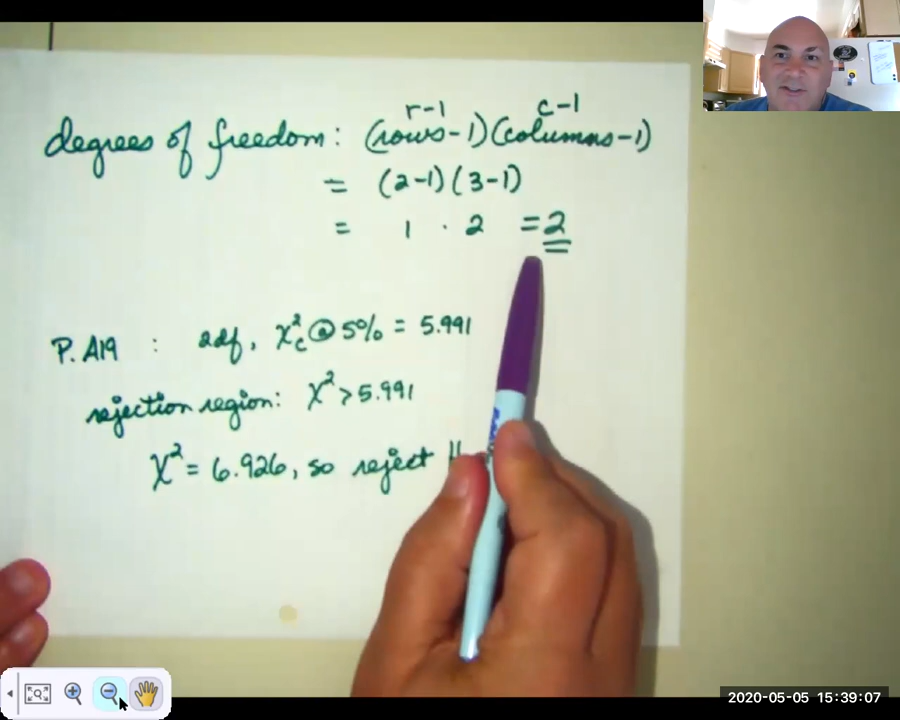 r-1 c-1
degrees of freedom: (rows-1)(columns-1)
= (2-1)(3-1)
= 1 · 2 = 2
P. A19 : 2df, χ²c @ 5% = 5.991
rejection region: χ² > 5.991
χ² = 6.926, so reject H
2020-05-05 15:39:07